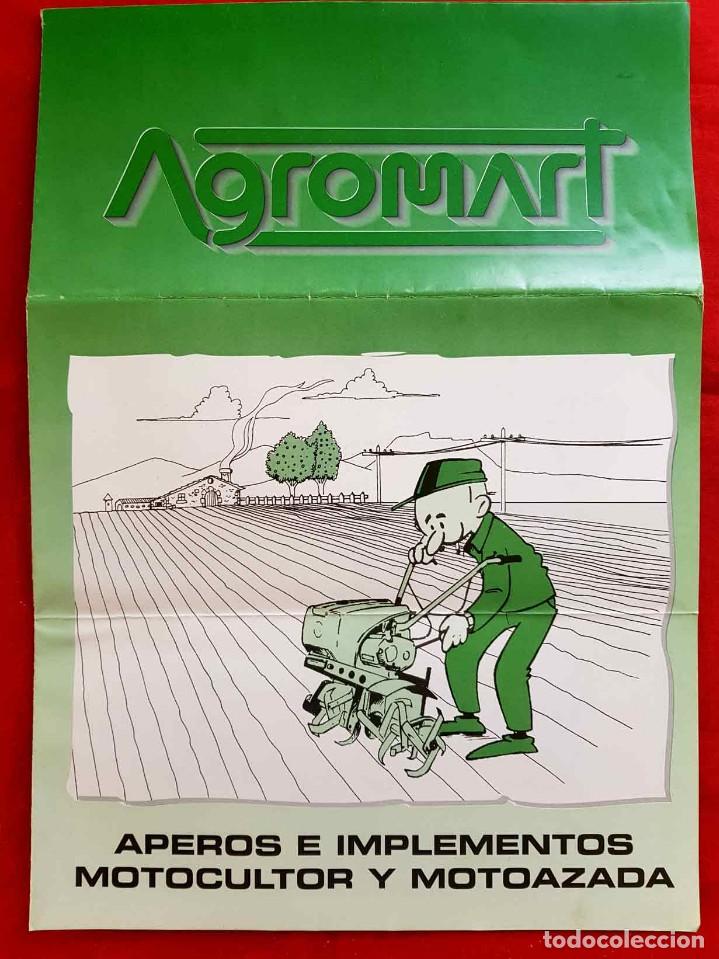 Agromart
APEROS E IMPLEMENTOS
MOTOCULTOR Y MOTOAZADA
todocoleccion